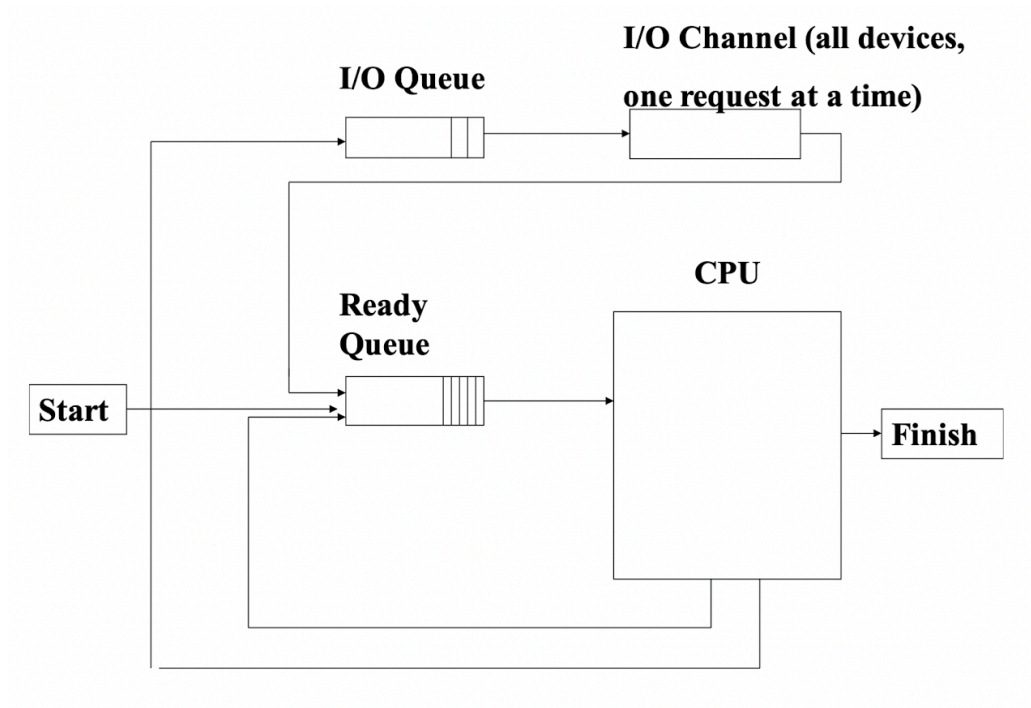 I/O Channel (all devices,
one request at a time)
I/O Queue
CPU
Ready
Queue
Start
Finish